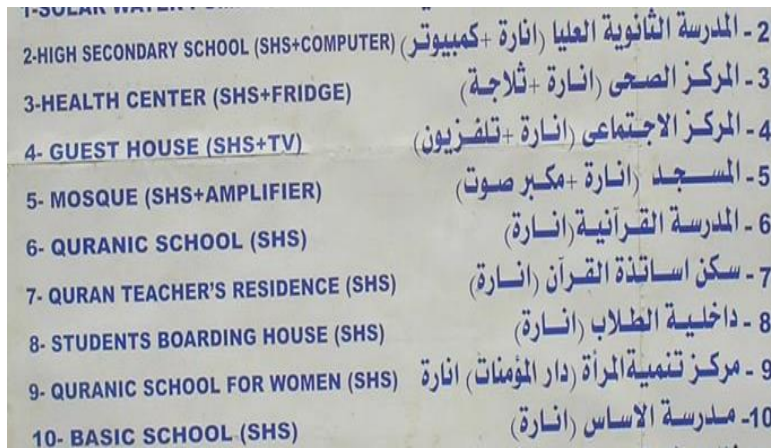 1-SOLAR WATER
2-HIGH SECONDARY SCHOOL (SHS+COMPUTER) 2 - المدرسة الثانوية العليا (انارة +كمبيوتر)
3-HEALTH CENTER (SHS+FRIDGE) 3 - المركز الصحى (انارة +ثلاجة)
4- GUEST HOUSE (SHS+TV) 4 - المركز الاجتماعى (انارة +تلفزيون)
5- MOSQUE (SHS+AMPLIFIER) 5 - المسجد (انارة +مكبر صوت)
6- QURANIC SCHOOL (SHS) 6 - المدرسة القرآنية (انارة)
7- QURAN TEACHER'S RESIDENCE (SHS) 7 - سكن اساتذة القرآن (انارة)
8- STUDENTS BOARDING HOUSE (SHS) 8 - داخلية الطلاب (انارة)
9- QURANIC SCHOOL FOR WOMEN (SHS) 9 - مركز تنمية المرأة (دار المؤمنات) انارة
10- BASIC SCHOOL (SHS) 10- مدرسة الاساس (انارة)